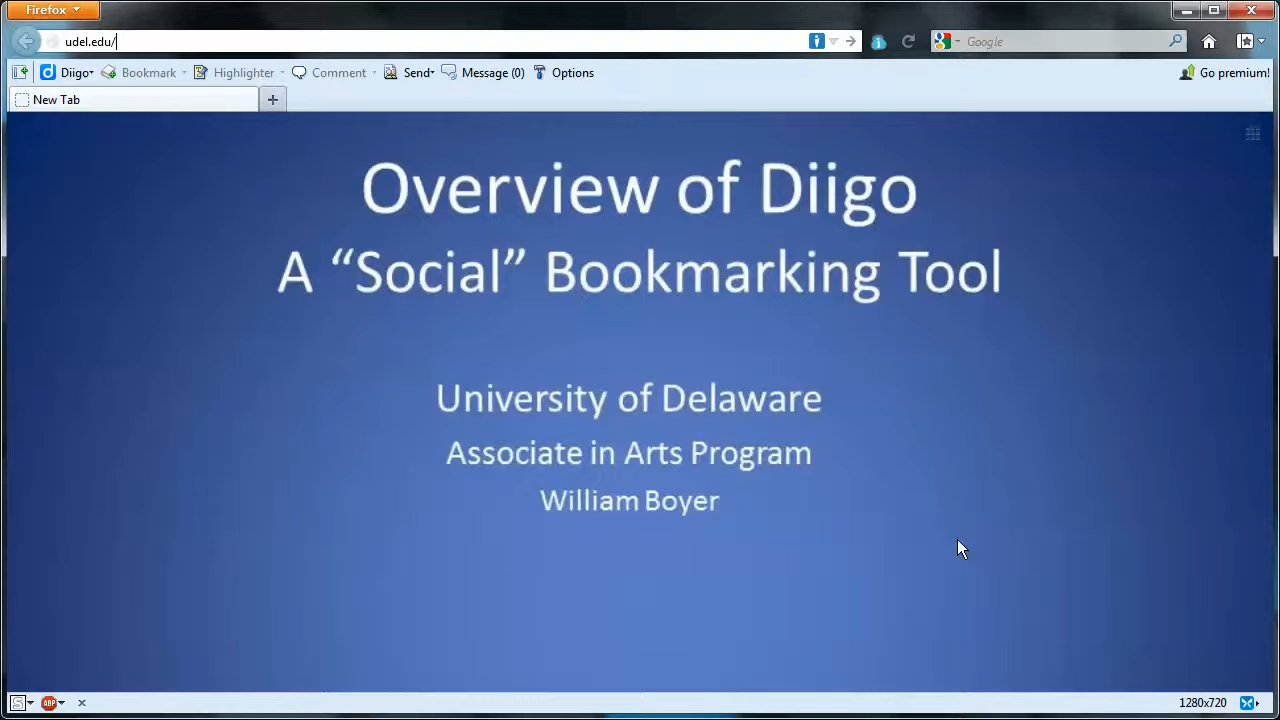 Firefox
udel.edu/
Google
Diigo
Bookmark
Highlighter
Comment
Send
Message (0)
Options
Go premium!
New Tab
Overview of Diigo
A “Social” Bookmarking Tool
University of Delaware
Associate in Arts Program
William Boyer
S
ABP
1280x720